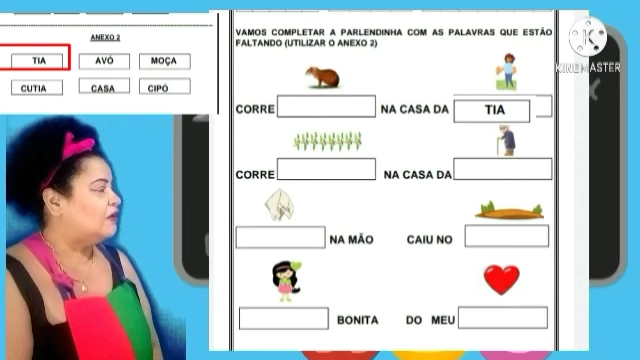 ANEXO 2
TIA AVÓ MOÇA
CUTIA CASA CIPÓ
VAMOS COMPLETAR A PARLENDINHA COM AS PALAVRAS QUE ESTÃO
FALTANDO (UTILIZAR O ANEXO 2)
KINEMASTER
CORRE NA CASA DA TIA
CORRE NA CASA DA
NA MÃO CAIU NO
BONITA DO MEU